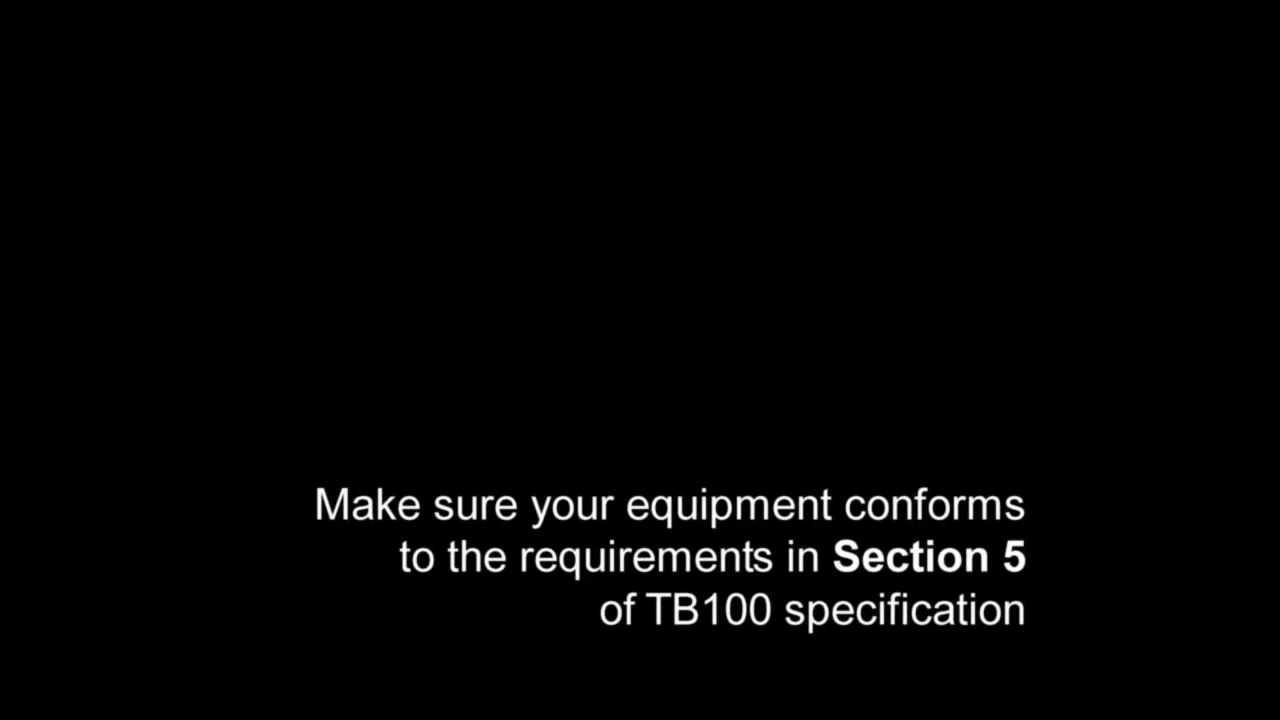 Make sure your equipment conforms
to the requirements in Section 5
of TB100 specification